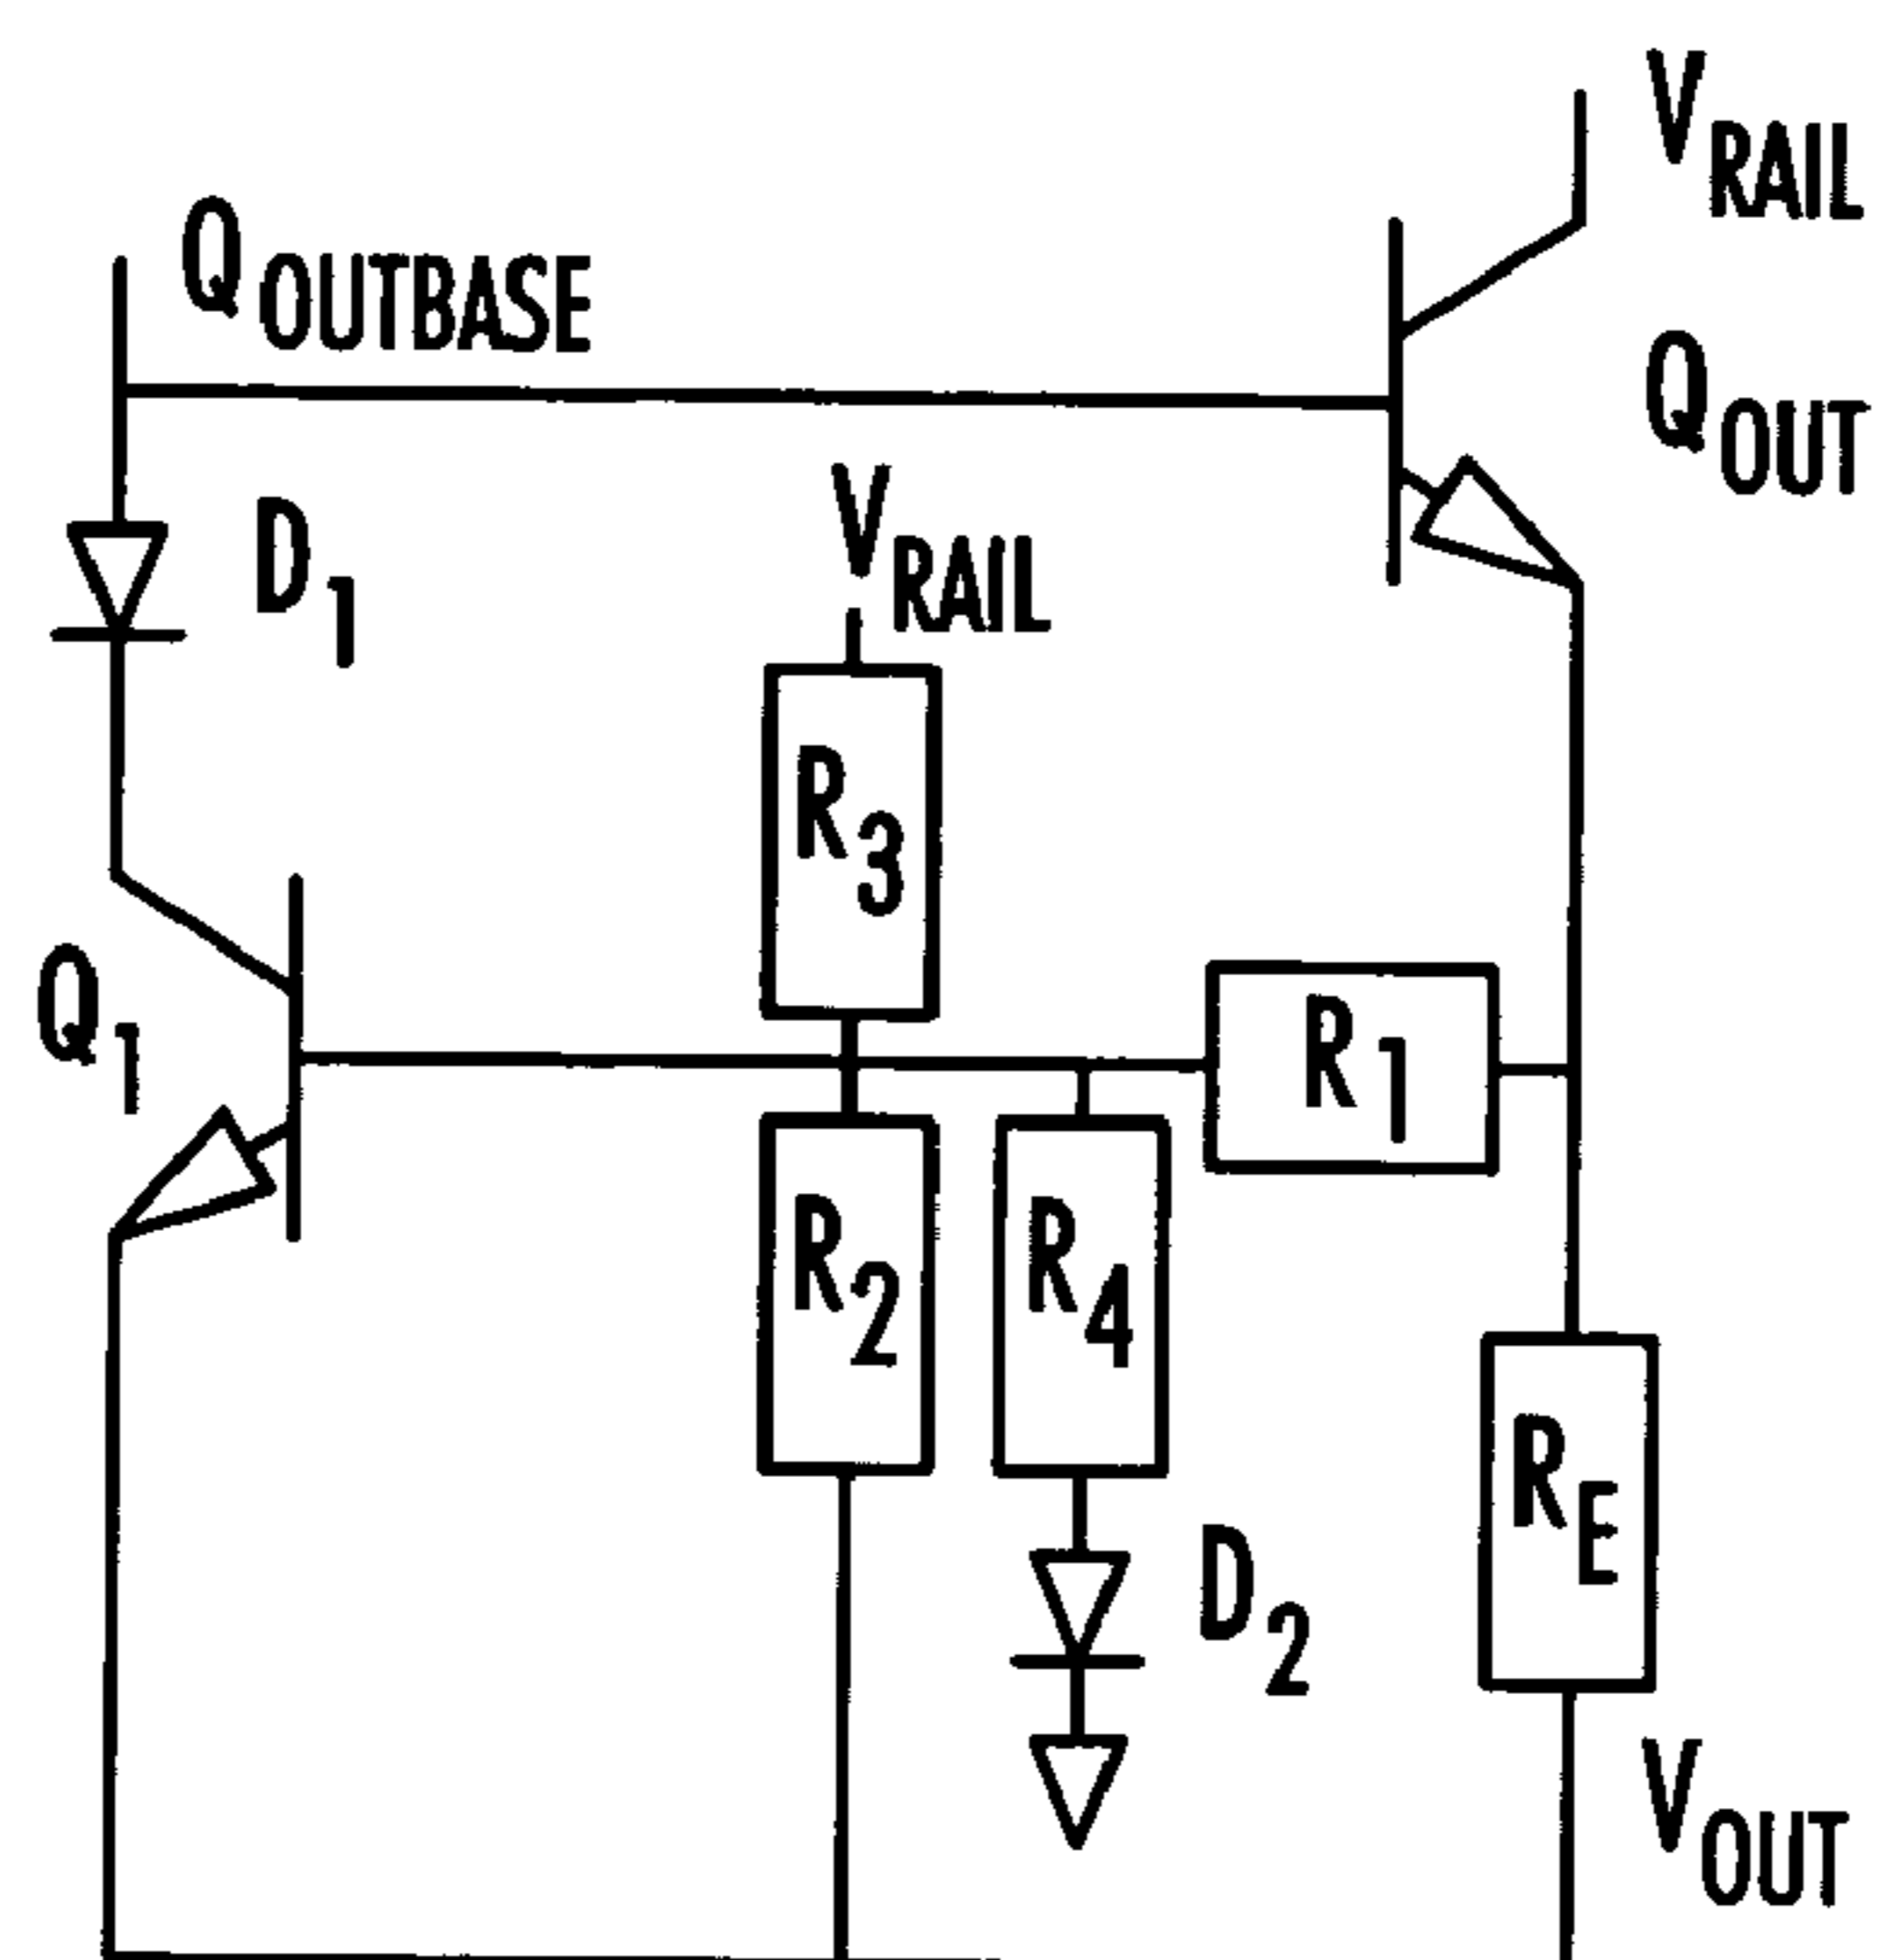 VRAIL
QOUTBASE
QOUT
VRAIL
D1
R3
Q1
R1
R2
R4
RE
D2
VOUT